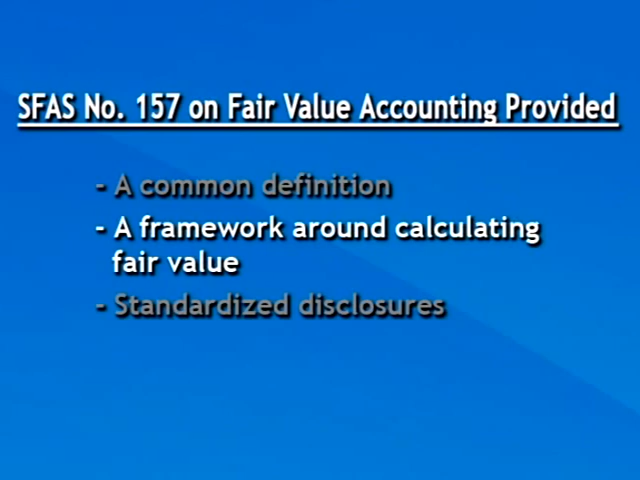 SFAS No. 157 on Fair Value Accounting Provided
- A common definition
- A framework around calculating
fair value
- Standardized disclosures